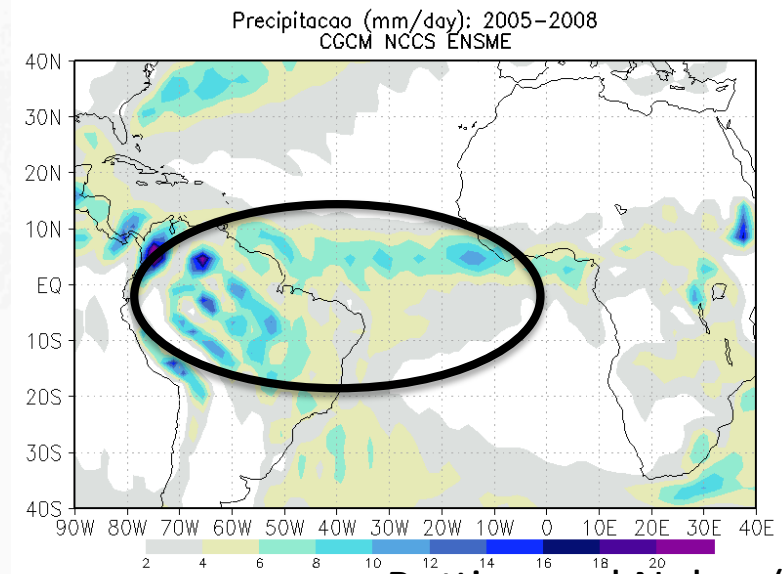 Precipitacao (mm/day): 2005-2008
CGCM NCCS ENSME
40N
30N
20N
10N
EQ
10S
20S
30S
40S
90W 80W 70W 60W 50W 40W 30W 20W 10W 0 10E 20E 30E 40E
2 4 6 8 10 12 14 16 18 20